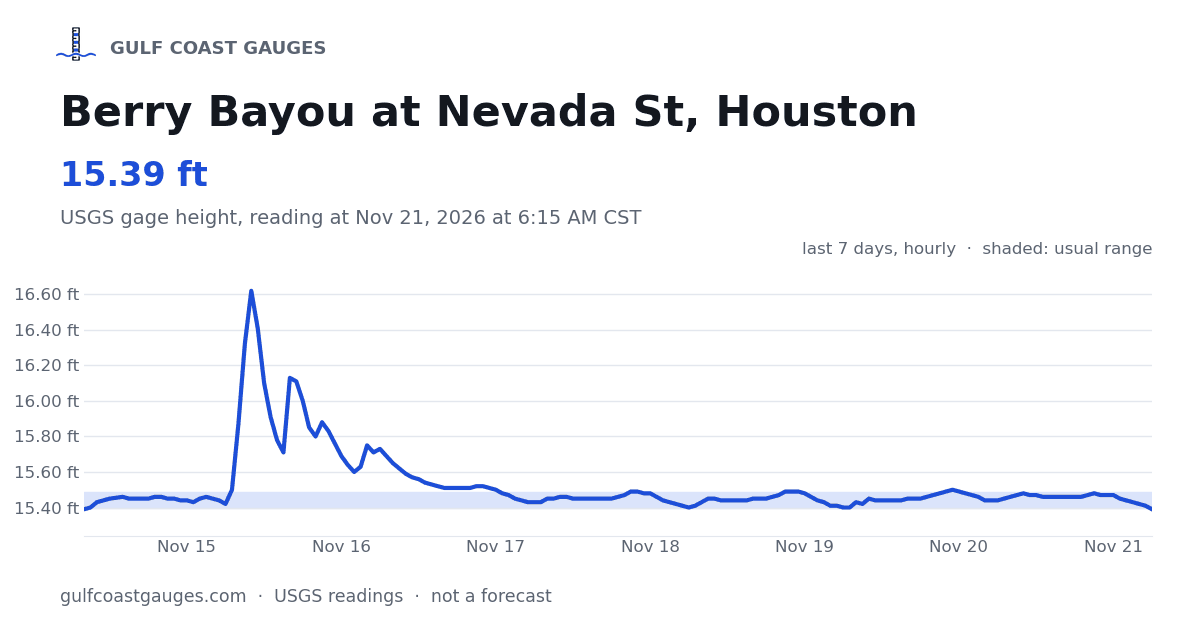 GULF COAST GAUGES
Berry Bayou at Nevada St, Houston
15.39 ft
USGS gage height, reading at Nov 21, 2026 at 6:15 AM CST
last 7 days, hourly · shaded: usual range
16.60 ft
16.40 ft
16.20 ft
16.00 ft
15.80 ft
15.60 ft
15.40 ft
Nov 15 Nov 16 Nov 17 Nov 18 Nov 19 Nov 20 Nov 21
gulfcoastgauges.com · USGS readings · not a forecast